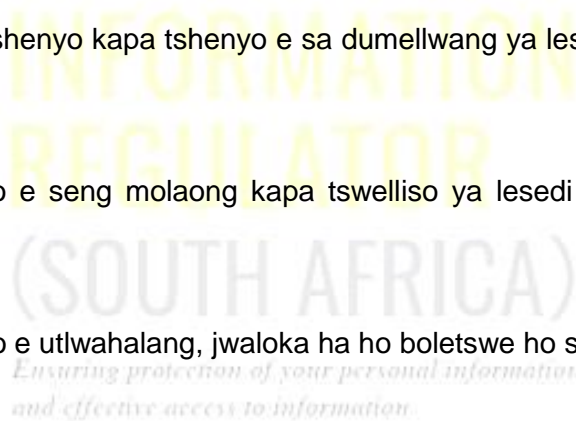 shenyo kapa tshenyo e sa dumellwang ya les
INFORMATION
REGULATOR
o e seng molaong kapa tswelliso ya lesedi
(SOUTH AFRICA)
o e utlwahalang, jwaloka ha ho boletswe ho s
Ensuring protection of your personal information
and effective access to information